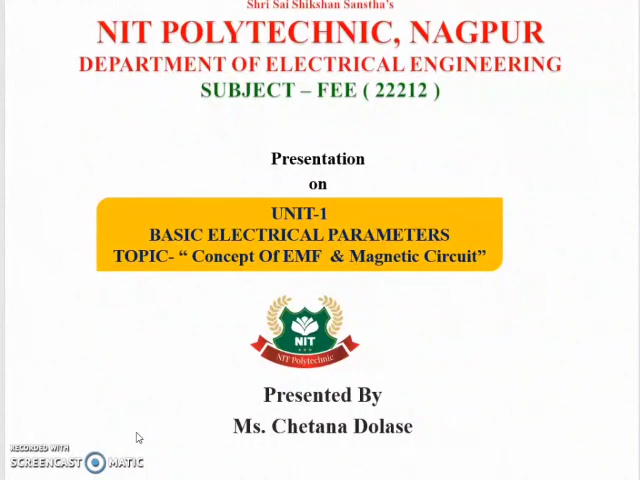 Shri Sai Shikshan Sanstha's
NIT POLYTECHNIC, NAGPUR
DEPARTMENT OF ELECTRICAL ENGINEERING
SUBJECT – FEE ( 22212 )
Presentation
on
UNIT-1
BASIC ELECTRICAL PARAMETERS
TOPIC- “ Concept Of EMF & Magnetic Circuit”
NIT
NIT Polytechnic
Presented By
Ms. Chetana Dolase
RECORDED WITH
SCREENCAST MATIC